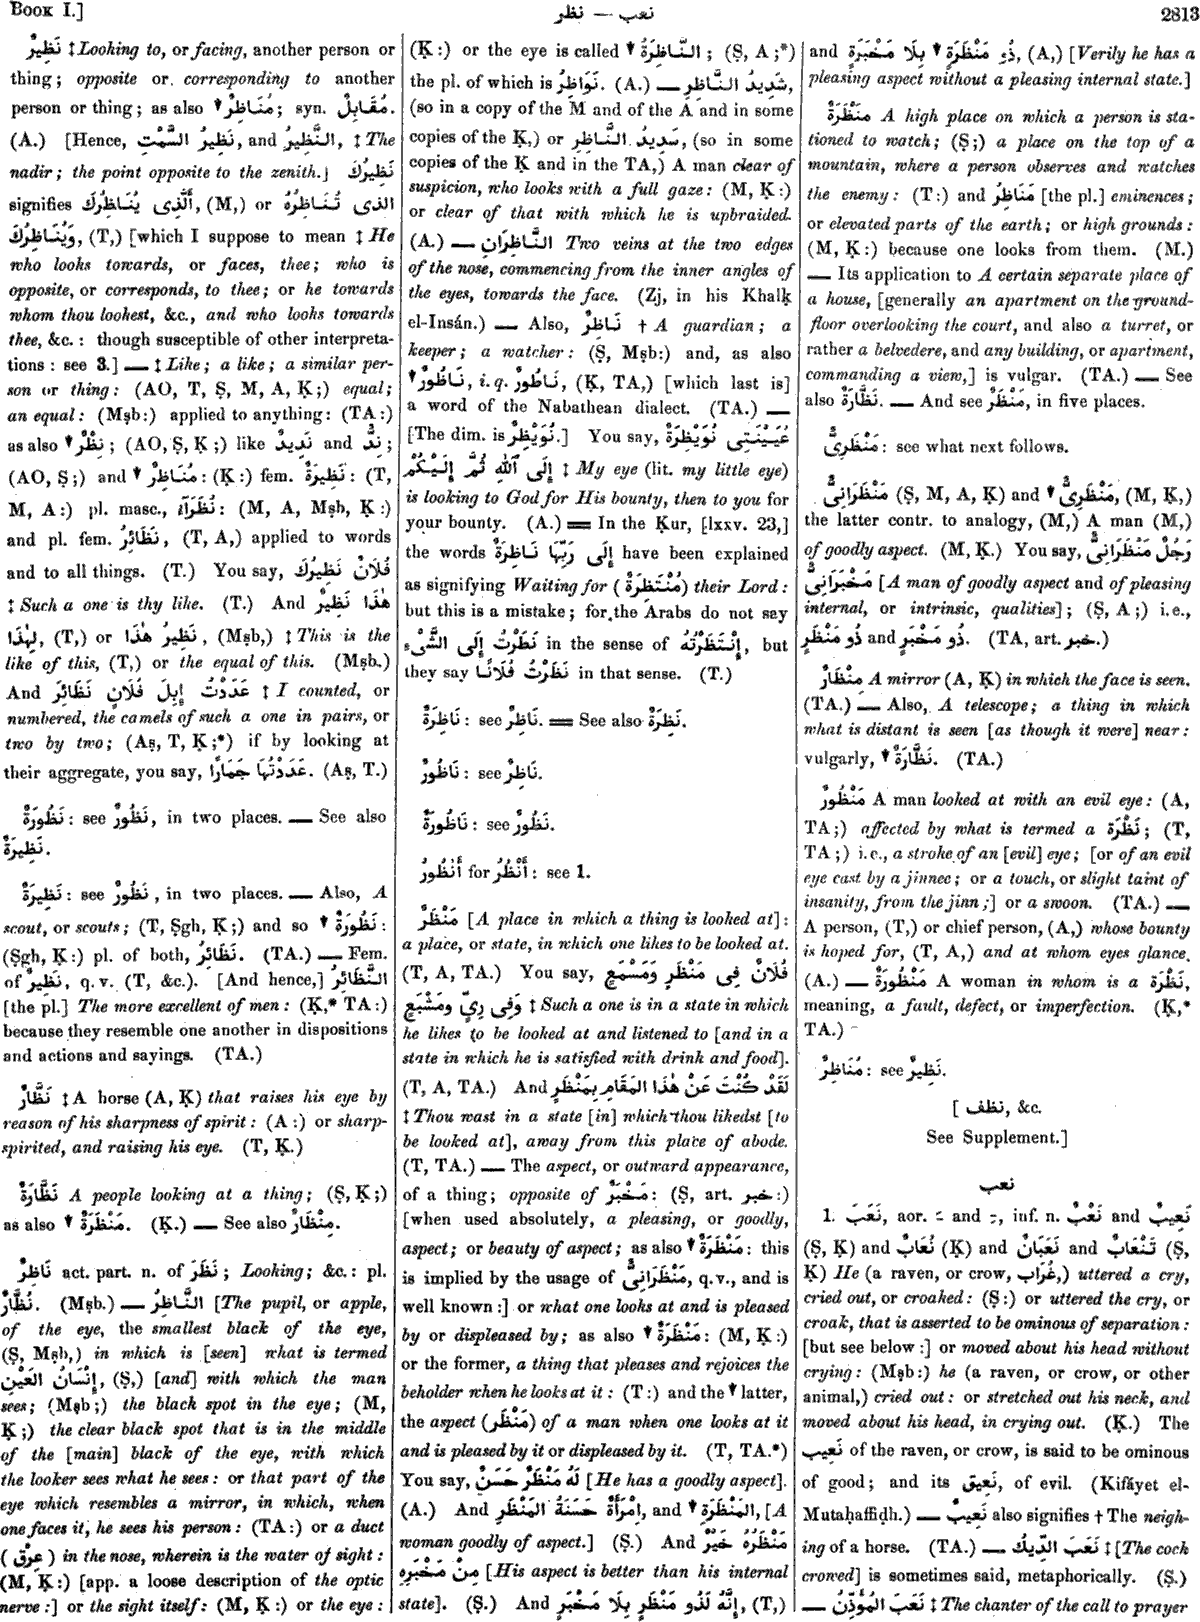 BOOK I.]
نعب — نظر
2813
نَظِيرٌ ‡ Looking to, or facing, another person or
thing; opposite or corresponding to another
person or thing; as also ▼ مُنَاظِرٌ; syn. مُقَابِلٌ.
(A.) [Hence, نَظِيرُ السَّمْتِ, and النَّظِيرُ, ‡ The
nadir; the point opposite to the zenith.] نَظِيرُكَ
signifies اَلَّذِى يُنَاظِرُكَ, (M,) or الذى تُنَاظِرُهُ
وَيُنَاظِرُكَ, (T,) [which I suppose to mean ‡ He
who looks towards, or faces, thee; who is
opposite, or corresponds, to thee; or he towards
whom thou lookest, &c., and who looks towards
thee, &c.: though susceptible of other interpreta-
tions: see 3.] — ‡ Like; a like; a similar per-
son or thing: (AO, T, Ṣ, M, A, Ḳ;) equal;
an equal: (Mṣb:) applied to anything: (TA:)
as also ▼ نِظْرٌ; (AO, Ṣ, Ḳ;) like نَدِيدٌ and نِدٌّ;
(AO, Ṣ;) and ▼ مُنَاظِرٌ: (Ḳ:) fem. نَظِيرَةٌ: (T,
M, A:) pl. masc., نُظَرَآءُ: (M, A, Mṣb, Ḳ:)
and pl. fem. نَظَائِرُ, (T, A,) applied to words
and to all things. (T.) You say, فُلَانٌ نَظِيرُكَ
‡ Such a one is thy like. (T.) And هٰذَا نَظِيرٌ
لِهٰذَا, (T,) or نَظِيرُ هٰذَا, (Mṣb,) ‡ This is the
like of this, (T,) or the equal of this. (Mṣb.)
And عَدَدْتُ إِبِلَ فُلَانٍ نَظَائِرَ ‡ I counted, or
numbered, the camels of such a one in pairs, or
two by two; (Aṣ, T, Ḳ;*) if by looking at
their aggregate, you say, عَدَدْتُهَا جَمَارًا. (Aṣ, T.)
نَظُورَةٌ: see نَظُورٌ, in two places. — See also
نَظِيرَةٌ.
نَظِيرَةٌ: see نَظُورٌ, in two places. — Also, A
scout, or scouts; (T, Ṣgh, Ḳ;) and so ▼ نَظُورَةٌ:
(Ṣgh, Ḳ:) pl. of both, نَظَائِرُ. (TA.) — Fem.
of نَظِيرٌ, q. v. (T, &c.). [And hence,] النَّظَائِرُ
[the pl.] The more excellent of men: (Ḳ,* TA:)
because they resemble one another in dispositions
and actions and sayings. (TA.)
نَظَّارٌ ‡ A horse (A, Ḳ) that raises his eye by
reason of his sharpness of spirit: (A:) or sharp-
spirited, and raising his eye. (T, Ḳ.)
نَظَّارَةٌ A people looking at a thing; (Ṣ, Ḳ;)
as also ▼ مَنْظَرَةٌ. (Ḳ.) — See also مِنْظَارٌ.
نَاظِرٌ act. part. n. of نَظَرَ; Looking; &c.: pl.
نُظَّارٌ. (Mṣb.) — النَّاظِرُ [The pupil, or apple,
of the eye, the smallest black of the eye,
(Ṣ, Mṣb,) in which is [seen] what is termed
إِنْسَانُ العَيْنِ, (Ṣ,) [and] with which the man
sees; (Mṣb;) the black spot in the eye; (M,
Ḳ;) the clear black spot that is in the middle
of the [main] black of the eye, with which
the looker sees what he sees: or that part of the
eye which resembles a mirror, in which, when
one faces it, he sees his person: (TA:) or a duct
(عِرْق) in the nose, wherein is the water of sight:
(M, Ḳ:) [app. a loose description of the optic
nerve:] or the sight itself: (M, Ḳ:) or the eye:
(Ḳ:) or the eye is called ▼ النَّاظِرَةُ; (Ṣ, A;*)
the pl. of which is نَوَاظِرُ. (A.) — شَدِيدُ النَّاظِرِ,
(so in a copy of the M and of the A and in some
copies of the Ḳ,) or سَدِيدُ النَّاظِرِ, (so in some
copies of the Ḳ and in the TA,) A man clear of
suspicion, who looks with a full gaze: (M, Ḳ:)
or clear of that with which he is upbraided.
(A.) — النَّاظِرَانِ Two veins at the two edges
of the nose, commencing from the inner angles of
the eyes, towards the face. (Zj, in his Khalḳ
el-Insán.) — Also, نَاظِرٌ † A guardian; a
keeper; a watcher: (Ṣ, Mṣb:) and, as also
▼ نَاظُورٌ, i. q. نَاطُورٌ, (Ḳ, TA,) [which last is]
a word of the Nabathean dialect. (TA.) —
[The dim. is نُوَيْظِرٌ.] You say, عُيَيْنَتِى نُوَيْظِرَةٌ
إِلَى ٱللّٰهِ ثُمَّ إِلَيْكُمْ ‡ My eye (lit. my little eye)
is looking to God for His bounty, then to you for
your bounty. (A.) = In the Ḳur, [lxxv. 23,]
the words إِلَى رَبِّهَا نَاظِرَةٌ have been explained
as signifying Waiting for (مُنْتَظِرَةٌ) their Lord:
but this is a mistake; for the Arabs do not say
نَظَرْتُ إِلَى الشَّىْءِ in the sense of اِنْتَظَرْتُهُ, but
they say نَظَرْتُ فُلَانًا in that sense. (T.)
نَاظِرَةٌ: see نَاظِرٌ. = See also نَظِرَةٌ.
نَاظُورٌ: see نَاظِرٌ.
نَاظُورَةٌ: see نَظُورٌ.
أَنْظُورُ for أَنْظُرُ: see 1.
مَنْظَرٌ [A place in which a thing is looked at]:
a place, or state, in which one likes to be looked at.
(T, A, TA.) You say, فُلَانٌ فِى مَنْظَرٍ وَمَسْمَعٍ
وَفِى رِيٍّ وَمَشْبَعٍ ‡ Such a one is in a state in which
he likes to be looked at and listened to [and in a
state in which he is satisfied with drink and food].
(T, A, TA.) And لَقَدْ كُنْتَ عَنْ هٰذَا المَقَامِ بِمَنْظَرٍ
‡ Thou wast in a state [in] which thou likedst [to
be looked at], away from this place of abode.
(T, TA.) — The aspect, or outward appearance,
of a thing; opposite of مَخْبَرٌ: (Ṣ, art. خبر:)
[when used absolutely, a pleasing, or goodly,
aspect; or beauty of aspect; as also ▼ مَنْظَرَةٌ: this
is implied by the usage of مَنْظَرَانِىٌّ, q. v., and is
well known:] or what one looks at and is pleased
by or displeased by; as also ▼ مَنْظَرَةٌ: (M, Ḳ:)
or the former, a thing that pleases and rejoices the
beholder when he looks at it: (T:) and the ▼ latter,
the aspect (مَنْظَر) of a man when one looks at it
and is pleased by it or displeased by it. (T, TA.*)
You say, لَهُ مَنْظَرٌ حَسَنٌ [He has a goodly aspect].
(A.) And اِمْرَأَةٌ حَسَنَةُ المَنْظَرِ, and ▼ المَنْظَرَةِ, [A
woman goodly of aspect.] (Ṣ.) And مَنْظَرُهُ خَيْرٌ
مِنْ مَخْبَرِهِ [His aspect is better than his internal
state]. (Ṣ.) And إِنَّهُ لَذُو مَنْظَرٍ بِلَا مَخْبَرٍ, (T,)
and ذُو ▼ مَنْظَرَةٍ بِلَا مَخْبَرَةٍ, (A,) [Verily he has a
pleasing aspect without a pleasing internal state.]
مَنْظَرَةٌ A high place on which a person is sta-
tioned to watch; (Ṣ;) a place on the top of a
mountain, where a person observes and watches
the enemy: (T:) and مَنَاظِرُ [the pl.] eminences;
or elevated parts of the earth; or high grounds:
(M, Ḳ:) because one looks from them. (M.)
— Its application to A certain separate place of
a house, [generally an apartment on the ground-
floor overlooking the court, and also a turret, or
rather a belvedere, and any building, or apartment,
commanding a view,] is vulgar. (TA.) — See
also نَظَّارَةٌ. — And see مَنْظَرٌ, in five places.
مَنْظَرِىٌّ: see what next follows.
مَنْظَرَانِىٌّ (Ṣ, M, A, Ḳ) and ▼ مَنْظَرِىٌّ, (M, Ḳ,)
the latter contr. to analogy, (M,) A man (M,)
of goodly aspect. (M, Ḳ.) You say, رَجُلٌ مَنْظَرَانِىٌّ
مَخْبَرَانِىٌّ [A man of goodly aspect and of pleasing
internal, or intrinsic, qualities]; (Ṣ, A;) i.e.,
ذُو مَنْظَرٍ and ذُو مَخْبَرٍ. (TA, art. خبر.)
مِنْظَارٌ A mirror (A, Ḳ) in which the face is seen.
(TA.) — Also, A telescope; a thing in which
what is distant is seen [as though it were] near:
vulgarly, ▼ نَظَّارَةٌ. (TA.)
مَنْظُورٌ A man looked at with an evil eye: (A,
TA;) affected by what is termed a نَظْرَة; (T,
TA;) i. e., a stroke of an [evil] eye; [or of an evil
eye cast by a jinnee; or a touch, or slight taint of
insanity, from the jinn;] or a swoon. (TA.) —
A person, (T,) or chief person, (A,) whose bounty
is hoped for, (T, A,) and at whom eyes glance.
(A.) — مَنْظُورَةٌ A woman in whom is a نَظْرَة,
meaning, a fault, defect, or imperfection. (Ḳ,*
TA.)
مُنَاظِرٌ: see نَظِيرٌ.
[ نظف, &c.
See Supplement.]
نعب
1. نَعَبَ, aor. ـَ and ـِ, inf. n. نَعْبٌ and نَعِيبٌ
(Ṣ, Ḳ) and نُعَابٌ (Ḳ) and نَعَبَانٌ and تَنْعَابٌ (Ṣ,
Ḳ) He (a raven, or crow, غُرَاب,) uttered a cry,
cried out, or croaked: (Ṣ:) or uttered the cry, or
croak, that is asserted to be ominous of separation:
[but see below:] or moved about his head without
crying: (Mṣb:) he (a raven, or crow, or other
animal,) cried out: or stretched out his neck, and
moved about his head, in crying out. (Ḳ.) The
نَعِيب of the raven, or crow, is said to be ominous
of good; and its نَعِيق, of evil. (Kifáyet el-
Mutaḥaffidh.) — نَعِيبٌ also signifies † The neigh-
ing of a horse. (TA.) — نَعَبَ الدِّيكُ ‡ [The cock
crowed] is sometimes said, metaphorically. (Ṣ.)
— نَعَبَ المُؤَذِّنُ ‡ The chanter of the call to prayer